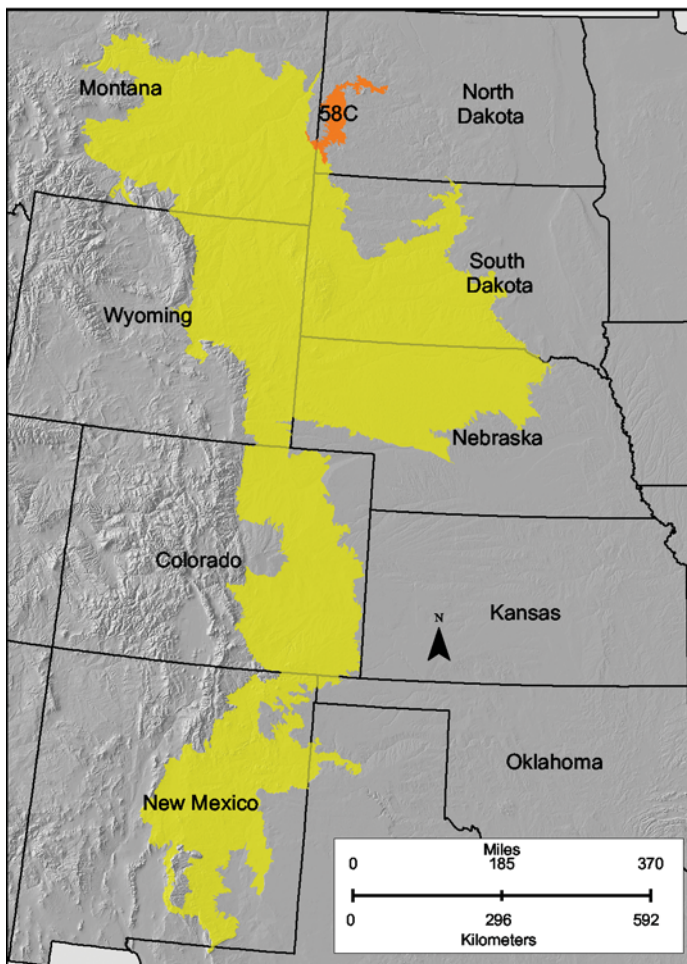 Montana
North
Dakota
58C
South
Dakota
Wyoming
Nebraska
Colorado
Kansas
N
Oklahoma
New Mexico
Miles
0 185 370
0 296 592
Kilometers